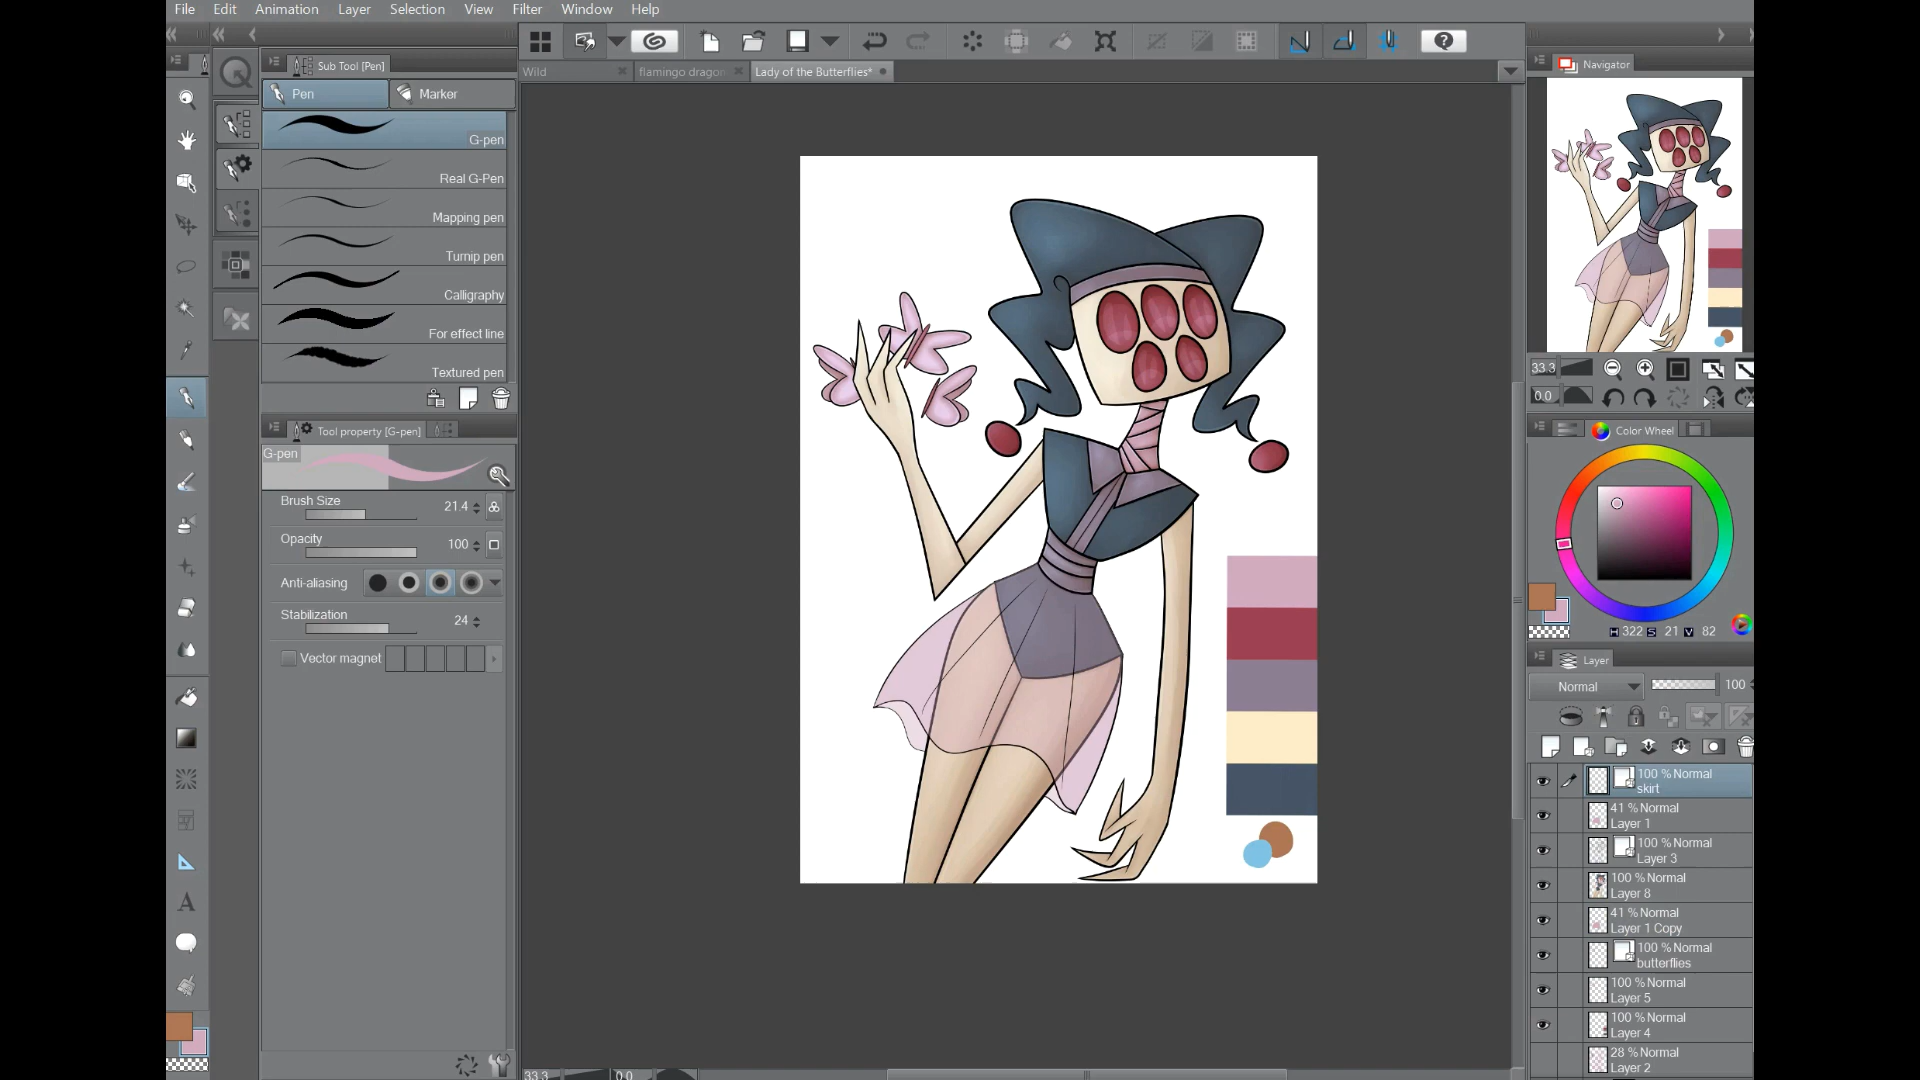 File Edit Animation Layer Selection View Filter Window Help
Sub Tool [Pen]
Pen
Marker
G-pen
Real G-Pen
Mapping pen
Turnip pen
Calligraphy
For effect line
Textured pen
Tool property [G-pen]
G-pen
Brush Size 21.4
Opacity 100
Anti-aliasing
Stabilization 24
Vector magnet
Wild
flamingo dragon
Lady of the Butterflies*
33.3 0.0
Navigator
33.3
0.0
Color Wheel
H 322 S 21 V 82
Layer
Normal 100
100 % Normal
skirt
41 % Normal
Layer 1
100 % Normal
Layer 3
100 % Normal
Layer 8
41 % Normal
Layer 1 Copy
100 % Normal
butterflies
100 % Normal
Layer 5
100 % Normal
Layer 4
28 % Normal
Layer 2